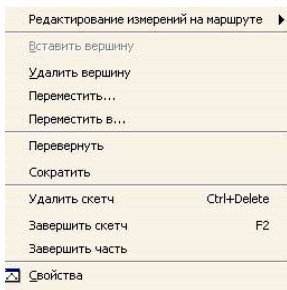 Редактирование измерений на маршруте
Вставить вершину
Удалить вершину
Переместить...
Переместить в...
Перевернуть
Сократить
Удалить скетч Ctrl+Delete
Завершить скетч F2
Завершить часть
Свойства